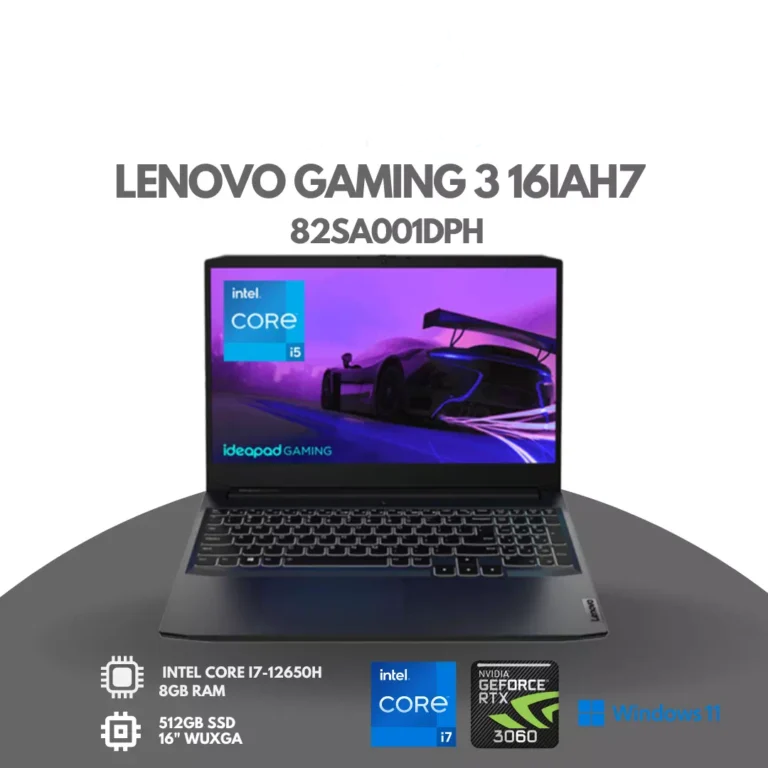 LENOVO GAMING 3 16IAH7
82SA001DPH
intel.
CORE
i5
ideapad GAMING
Lenovo
INTEL CORE I7-12650H
8GB RAM
512GB SSD
16" WUXGA
intel.
CORE
i7
NVIDIA
GEFORCE
RTX
3060
Windows 11